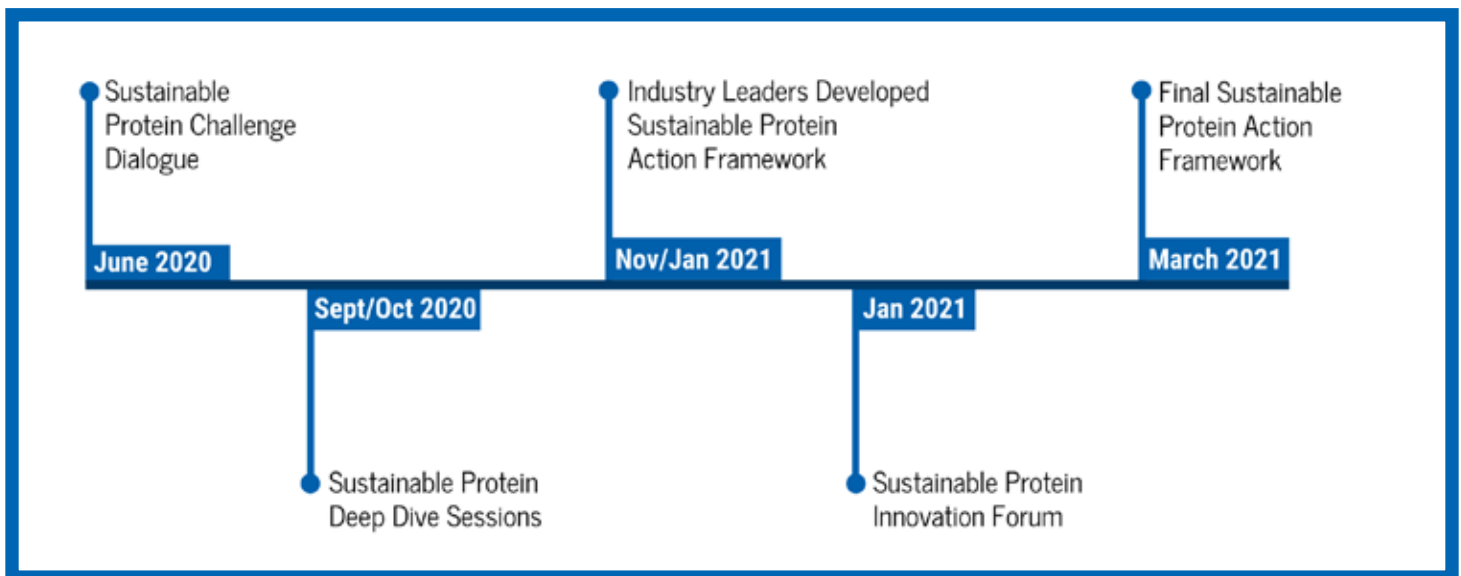 Sustainable
Protein Challenge
Dialogue
June 2020
Sept/Oct 2020
Sustainable Protein
Deep Dive Sessions
Industry Leaders Developed
Sustainable Protein
Action Framework
Nov/Jan 2021
Jan 2021
Sustainable Protein
Innovation Forum
Final Sustainable
Protein Action
Framework
March 2021